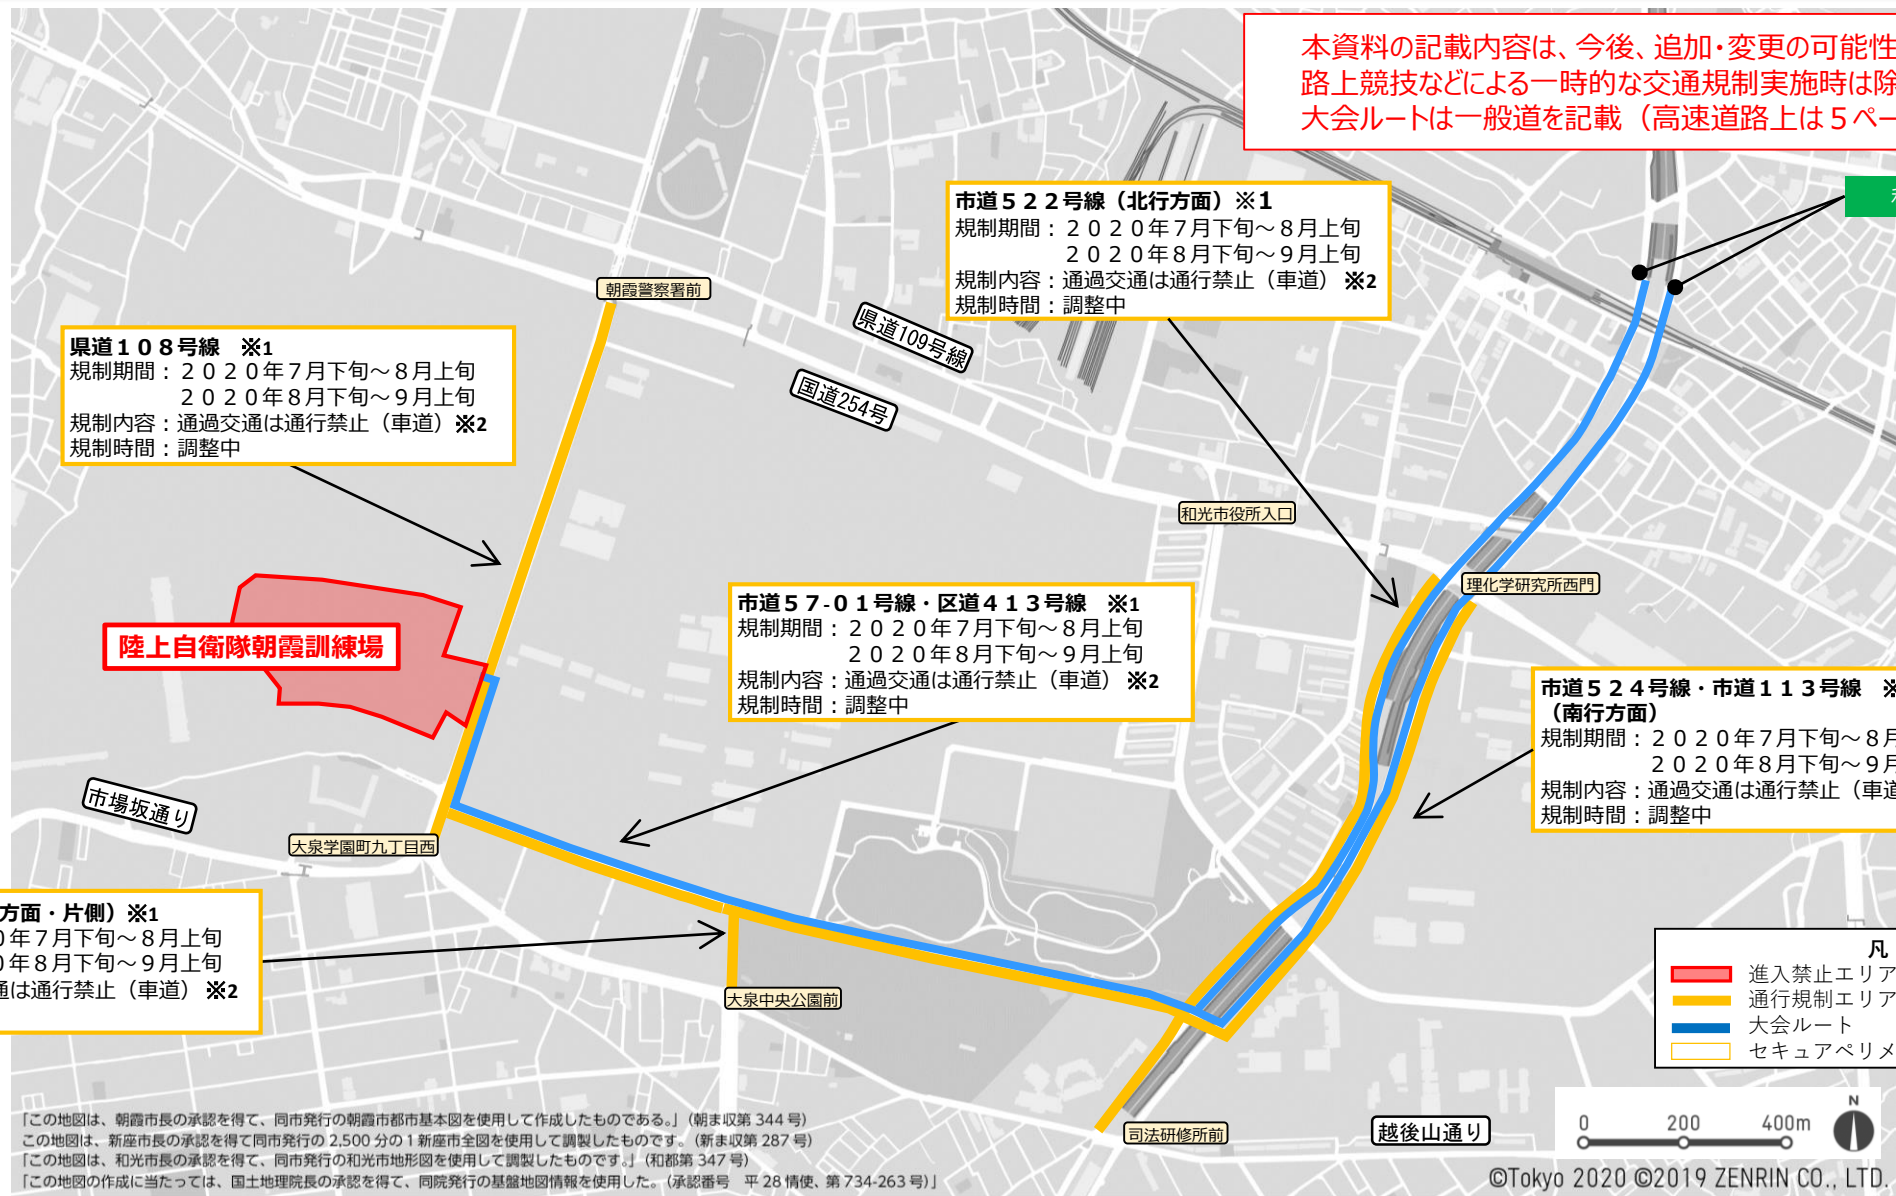 本資料の記載内容は、今後、追加・変更の可能性
路上競技などによる一時的な交通規制実施時は除
大会ルートは一般道を記載（高速道路上は５ペー
市道５２２号線（北行方面）※1
規制期間：２０２０年７月下旬～８月上旬
２０２０年８月下旬～９月上旬
規制内容：通過交通は通行禁止（車道）※2
規制時間：調整中
朝霞警察署前
県道109号線
国道254号
県道１０８号線　※1
規制期間：２０２０年７月下旬～８月上旬
２０２０年８月下旬～９月上旬
規制内容：通過交通は通行禁止（車道）※2
規制時間：調整中
和光市役所入口
理化学研究所西門
陸上自衛隊朝霞訓練場
市道５７-０１号線・区道４１３号線　※1
規制期間：２０２０年７月下旬～８月上旬
２０２０年８月下旬～９月上旬
規制内容：通過交通は通行禁止（車道）※2
規制時間：調整中
市道５２４号線・市道１１３号線　※
（南行方面）
規制期間：２０２０年７月下旬～８月
２０２０年８月下旬～９月
規制内容：通過交通は通行禁止（車道
規制時間：調整中
市場坂通り
大泉学園町九丁目西
方面・片側）※1
０年７月下旬～８月上旬
０年８月下旬～９月上旬
通は通行禁止（車道）※2
大泉中央公園前
凡
進入禁止エリア
通行規制エリア
大会ルート
セキュアペリメ
司法研修所前
越後山通り
0 200 400m
N
「この地図は、朝霞市長の承認を得て、同市発行の朝霞市都市基本図を使用して作成したものである。」（朝ま収第 344 号）
この地図は、新座市長の承認を得て同市発行の 2,500 分の 1 新座市全図を使用して調製したものです。（新ま収第 287 号）
「この地図は、和光市長の承認を得て、同市発行の和光市地形図を使用して調製したものです。」（和都第 347 号）
「この地図の作成に当たっては、国土地理院長の承認を得て、同院発行の基盤地図情報を使用した。（承認番号　平 28 情使、第 734-263 号）」
©Tokyo 2020 ©2019 ZENRIN CO., LTD.